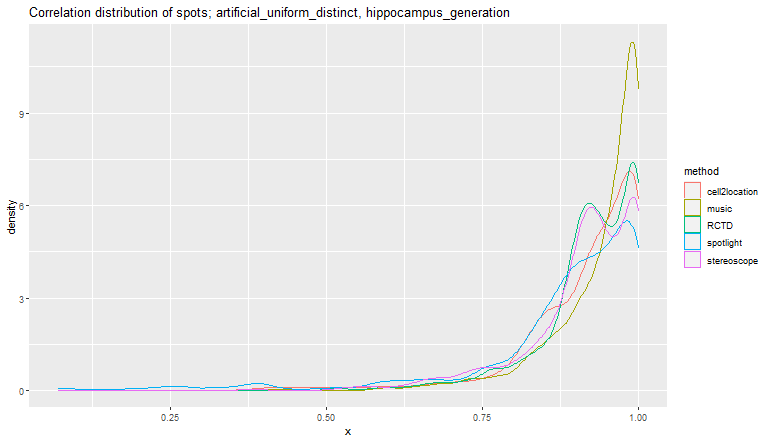 Correlation distribution of spots; artificial_uniform_distinct, hippocampus_generation
9
6
3
0
density
0.25
0.50
0.75
1.00
x
method
cell2location
music
RCTD
spotlight
stereoscope